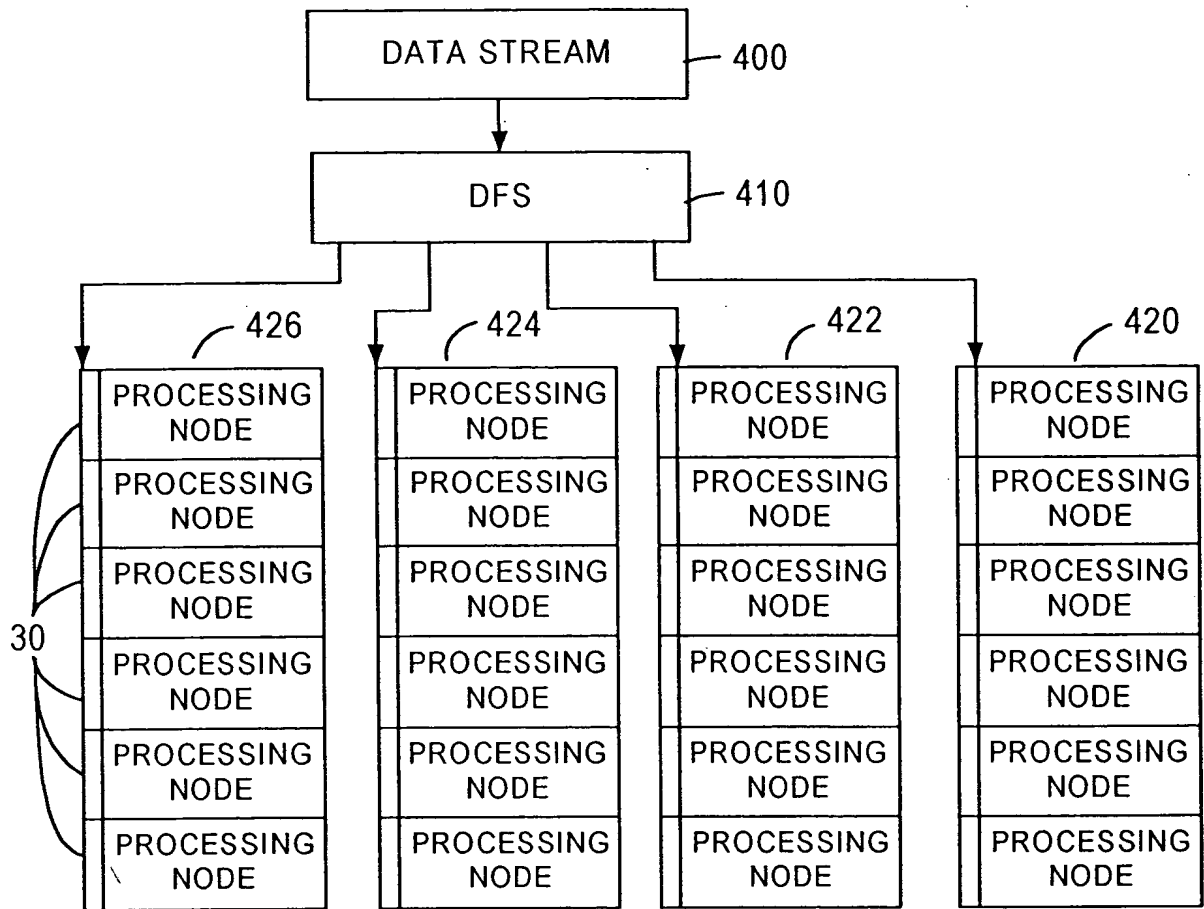 DATA STREAM
400
DFS
410
426
424
422
420
PROCESSING
NODE
PROCESSING
NODE
PROCESSING
NODE
PROCESSING
NODE
PROCESSING
NODE
PROCESSING
NODE
PROCESSING
NODE
PROCESSING
NODE
PROCESSING
NODE
PROCESSING
NODE
PROCESSING
NODE
PROCESSING
NODE
30
PROCESSING
NODE
PROCESSING
NODE
PROCESSING
NODE
PROCESSING
NODE
PROCESSING
NODE
PROCESSING
NODE
PROCESSING
NODE
PROCESSING
NODE
PROCESSING
NODE
PROCESSING
NODE
PROCESSING
NODE
PROCESSING
NODE